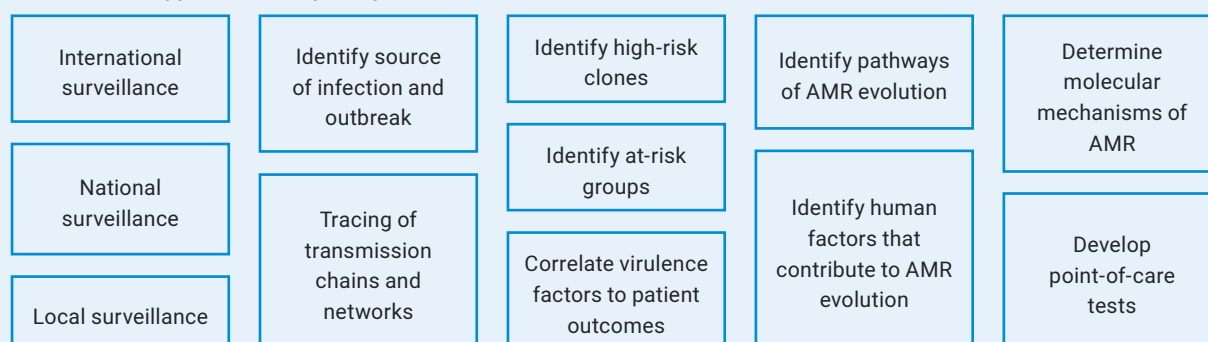 International
surveillance
National
surveillance
Local surveillance
Identify source
of infection and
outbreak
Tracing of
transmission
chains and
networks
Identify high-risk
clones
Identify at-risk
groups
Correlate virulence
factors to patient
outcomes
Identify pathways
of AMR evolution
Identify human
factors that
contribute to AMR
evolution
Determine
molecular
mechanisms of
AMR
Develop
point-of-care
tests